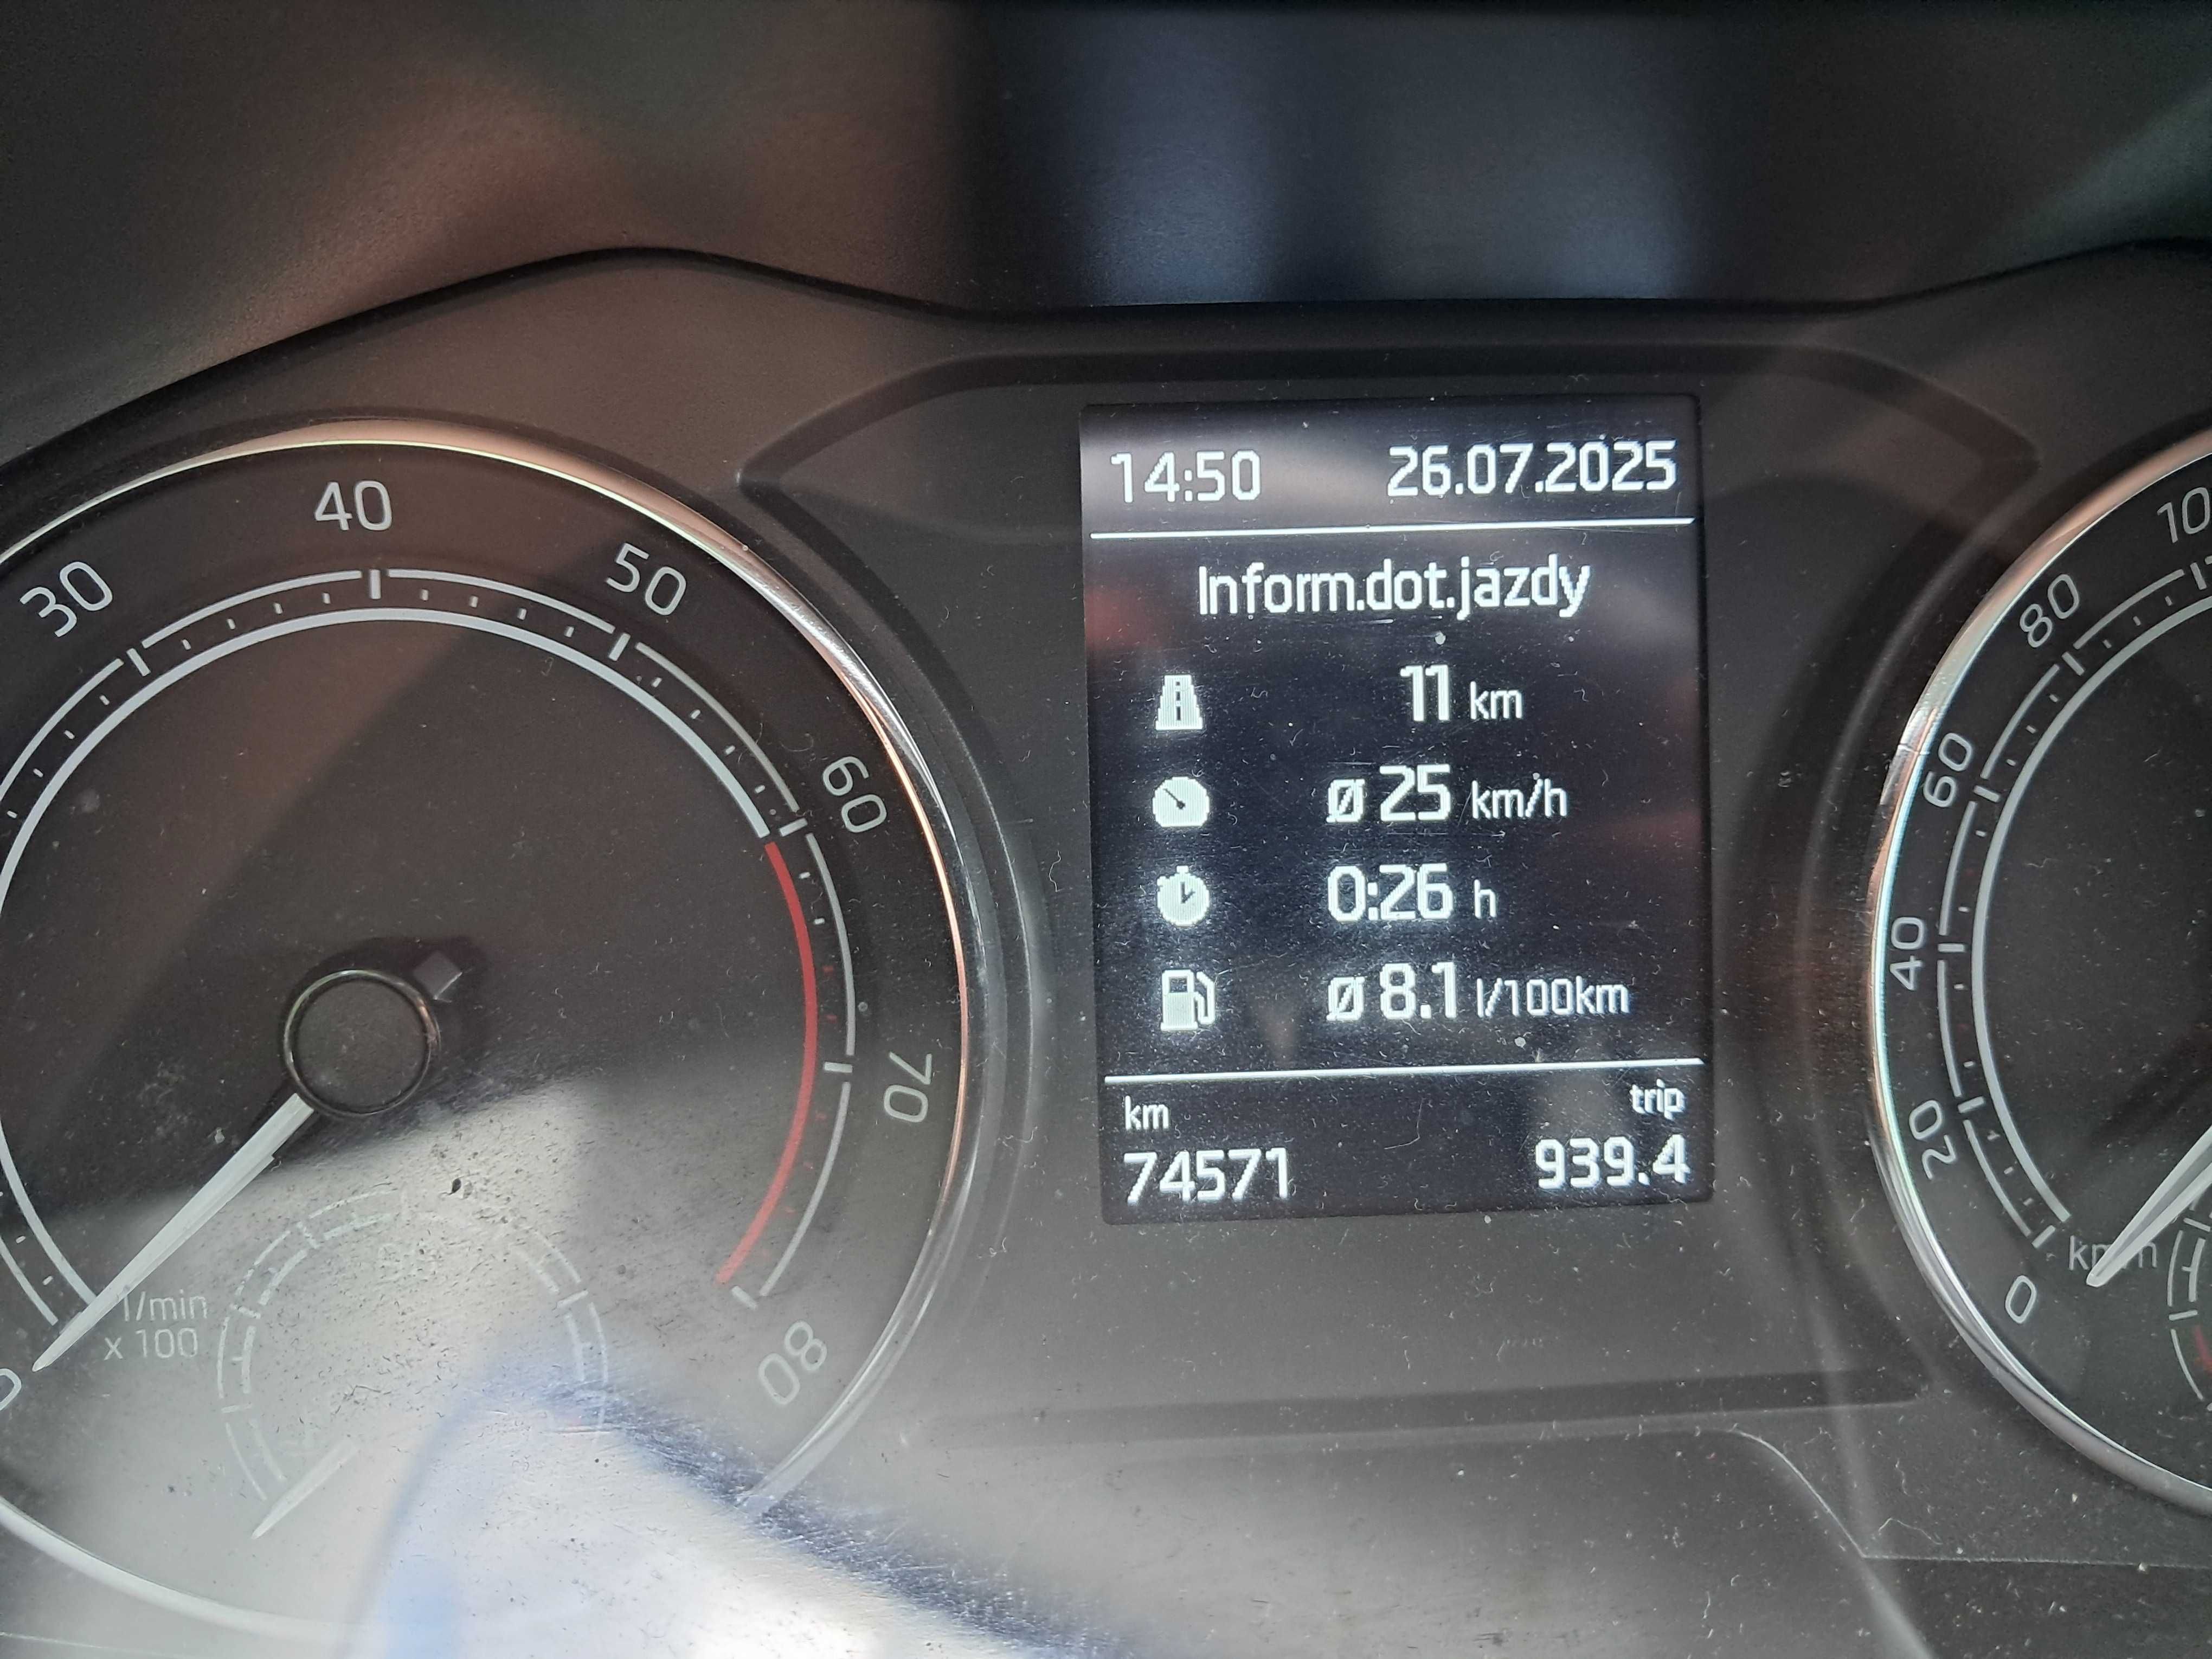 14:50 26.07.2025
Inform.dot.jazdy
11 km
ø 25 km/h
0:26 h
ø 8.1 l/100km
km trip
74571 939.4
30
40
50
60
70
80
1/min
x 100
80
60
40
20
0